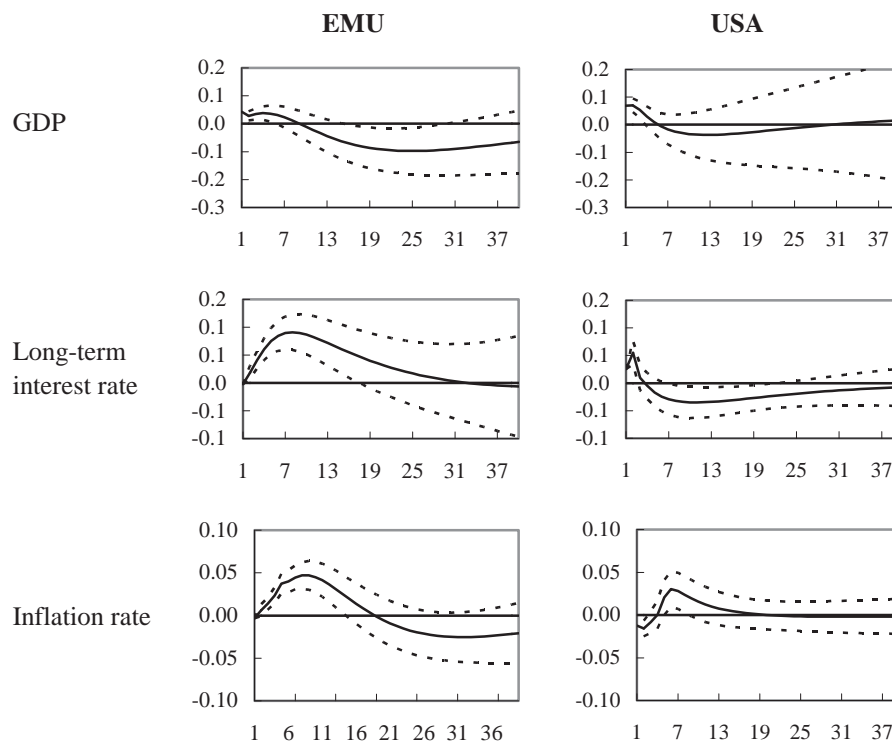 EMU USA
GDP
0.2 0.2
0.1 0.1
0.0 0.0
-0.1 -0.1
-0.2 -0.2
-0.3 -0.3
1 7 13 19 25 31 37 1 7 13 19 25 31 37
Long-term
interest rate
0.2 0.2
0.1 0.1
0.1 0.1
0.0 0.0
-0.1 -0.1
-0.1 -0.1
1 7 13 19 25 31 37 1 7 13 19 25 31 37
Inflation rate
0.10 0.10
0.05 0.05
0.00 0.00
-0.05 -0.05
-0.10 -0.10
1 6 11 16 21 26 31 36 1 7 13 19 25 31 37